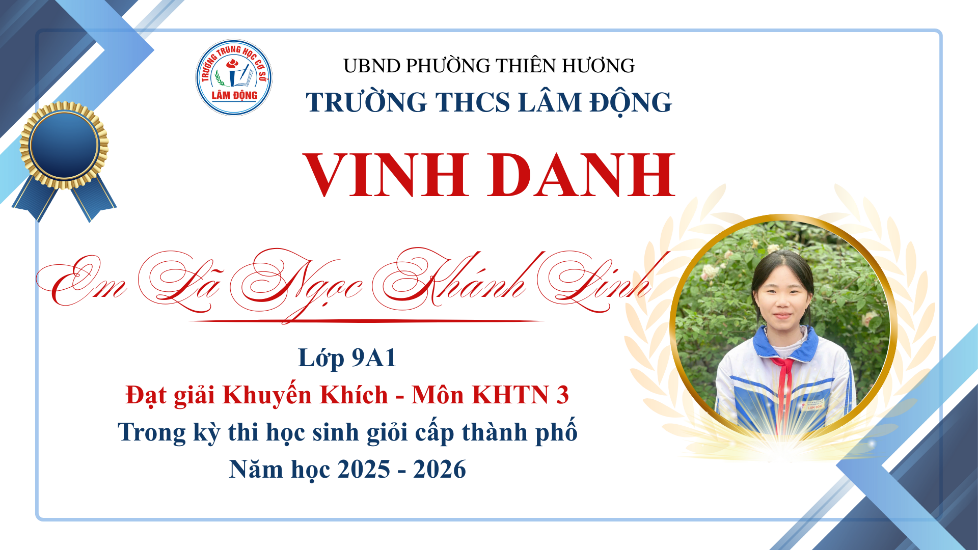 TRƯỜNG TRUNG HỌC CƠ SỞ
LÂM ĐỘNG
UBND PHƯỜNG THIÊN HƯƠNG
TRƯỜNG THCS LÂM ĐỘNG
VINH DANH
Em Lã Ngọc Khánh Linh
Lớp 9A1
Đạt giải Khuyến Khích - Môn KHTN 3
Trong kỳ thi học sinh giỏi cấp thành phố
Năm học 2025 - 2026